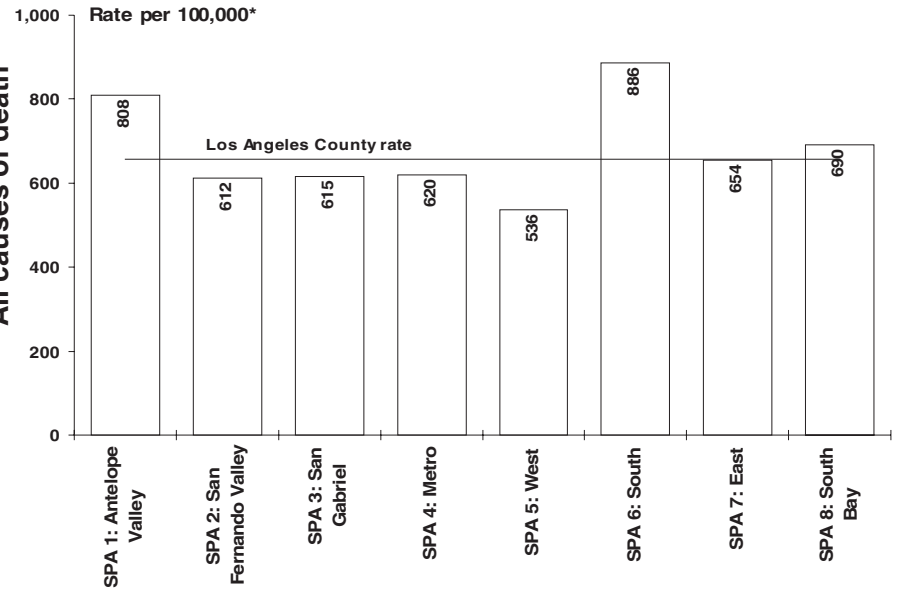 All causes of death
Rate per 100,000*
1,000
800
600
400
200
0
Los Angeles County rate
808
612
615
620
536
886
654
690
SPA 1: Antelope
Valley
SPA 2: San
Fernando Valley
SPA 3: San
Gabriel
SPA 4: Metro
SPA 5: West
SPA 6: South
SPA 7: East
SPA 8: South
Bay